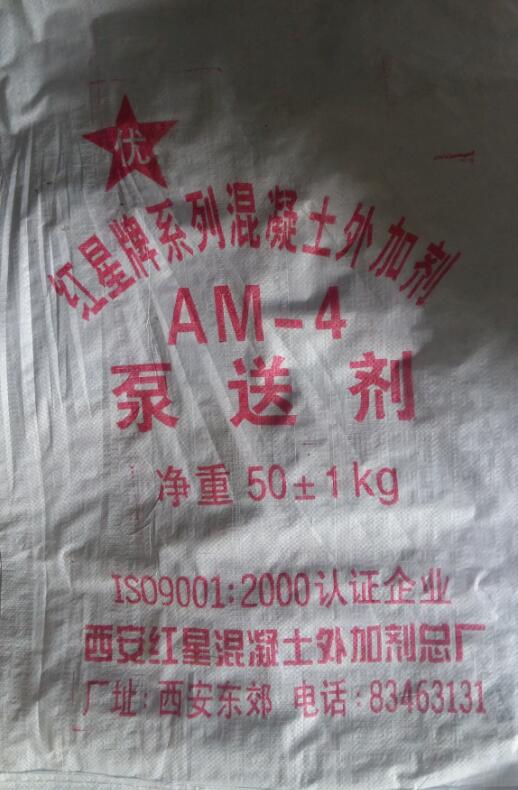 优
红星牌系列混凝土外加剂
AM-4
泵送剂
净重50±1kg
ISO9001:2000认证企业
西安红星混凝土外加剂总厂
厂址:西安东郊 电话:83463131